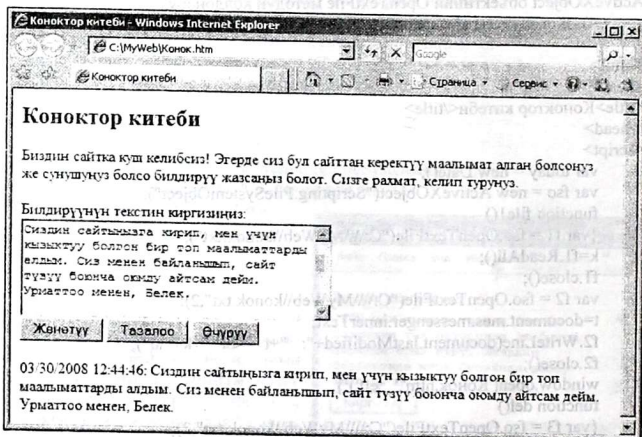 Коноктор китеби - Windows Internet Explorer
C:\MyWeb\Конок.htm
Google
Коноктор китеби
Страница
Сервис
Коноктор китеби
Биздин сайтка куш келибсиз! Эгерде сиз бул сайттан керектүү маалымат алган болсоңуз
же сунушуңуз болсо билдирүү жазсаңыз болот. Сизге рахмат, келип туруңуз.
Билдирүүнүн текстин киргизиңиз:
Сиздин сайтыңызга кирип, мен үчүн
кызыктуу болгон бир топ маалыматтарды
алдым. Сиз менен байланышып, сайт
түзүү боюнча оюмду айтсам дейм.
Урматтоо менен, Белек.
Жөнөтүү Тазалоо Өчүрүү
03/30/2008 12:44:46: Сиздин сайтыңызга кирип, мен үчүн кызыктуу болгон бир топ
маалыматтарды алдым. Сиз менен байланышып, сайт түзүү боюнча оюмду айтсам дейм.
Урматтоо менен, Белек.